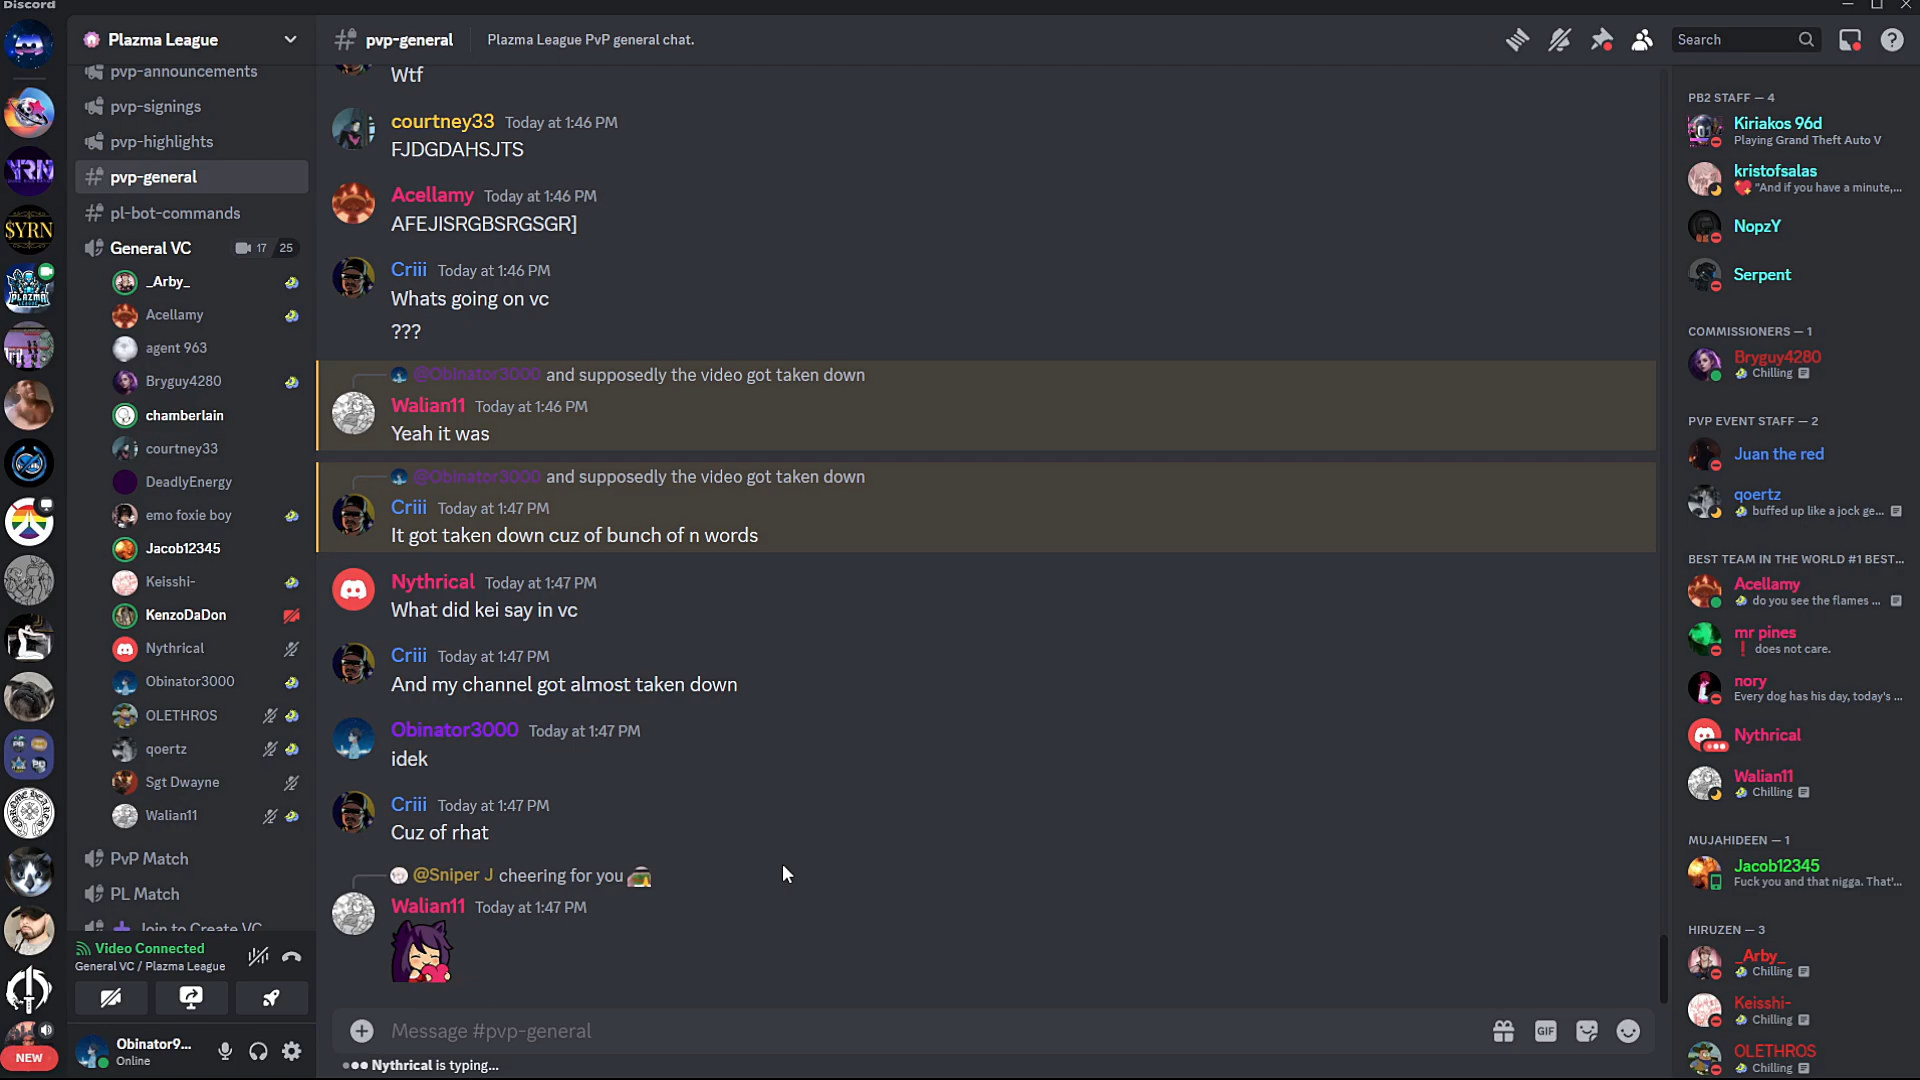 Discord
Plazma League
pvp-announcements
pvp-signings
pvp-highlights
pvp-general
pl-bot-commands
General VC 17 25
_Arby_
Acellamy
agent 963
Bryguy4280
chamberlain
courtney33
DeadlyEnergy
emo foxie boy
Jacob12345
Keisshi-
KenzoDaDon
Nythrical
Obinator3000
OLETHROS
qoertz
Sgt Dwayne
Walian11
PvP Match
PL Match
Join to Create VC
Video Connected
General VC / Plazma League
Obinator9...
Online
YRN
$YRN
PLAZMA
NEW
pvp-general
Plazma League PvP general chat.
Search
Wtf
courtney33 Today at 1:46 PM
FJDGDAHSJTS
Acellamy Today at 1:46 PM
AFEJISRGBSRGSGR]
Criii Today at 1:46 PM
Whats going on vc
???
@Obinator3000 and supposedly the video got taken down
Walian11 Today at 1:46 PM
Yeah it was
@Obinator3000 and supposedly the video got taken down
Criii Today at 1:47 PM
It got taken down cuz of bunch of n words
Nythrical Today at 1:47 PM
What did kei say in vc
Criii Today at 1:47 PM
And my channel got almost taken down
Obinator3000 Today at 1:47 PM
idek
Criii Today at 1:47 PM
Cuz of rhat
@Sniper J cheering for you
Walian11 Today at 1:47 PM
Message #pvp-general
GIF
Nythrical is typing...
PB2 STAFF — 4
Kiriakos 96d
Playing Grand Theft Auto V
kristofsalas
"And if you have a minute,...
NopzY
Serpent
COMMISSIONERS — 1
Bryguy4280
Chilling
PVP EVENT STAFF — 2
Juan the red
qoertz
buffed up like a jock ge...
BEST TEAM IN THE WORLD #1 BEST...
Acellamy
do you see the flames ...
mr pines
does not care.
nory
Every dog has his day, today's ...
Nythrical
Walian11
Chilling
MUJAHIDEEN — 1
Jacob12345
Fuck you and that nigga. That'...
HIRUZEN — 3
_Arby_
Chilling
Keisshi-
Chilling
OLETHROS
Chilling